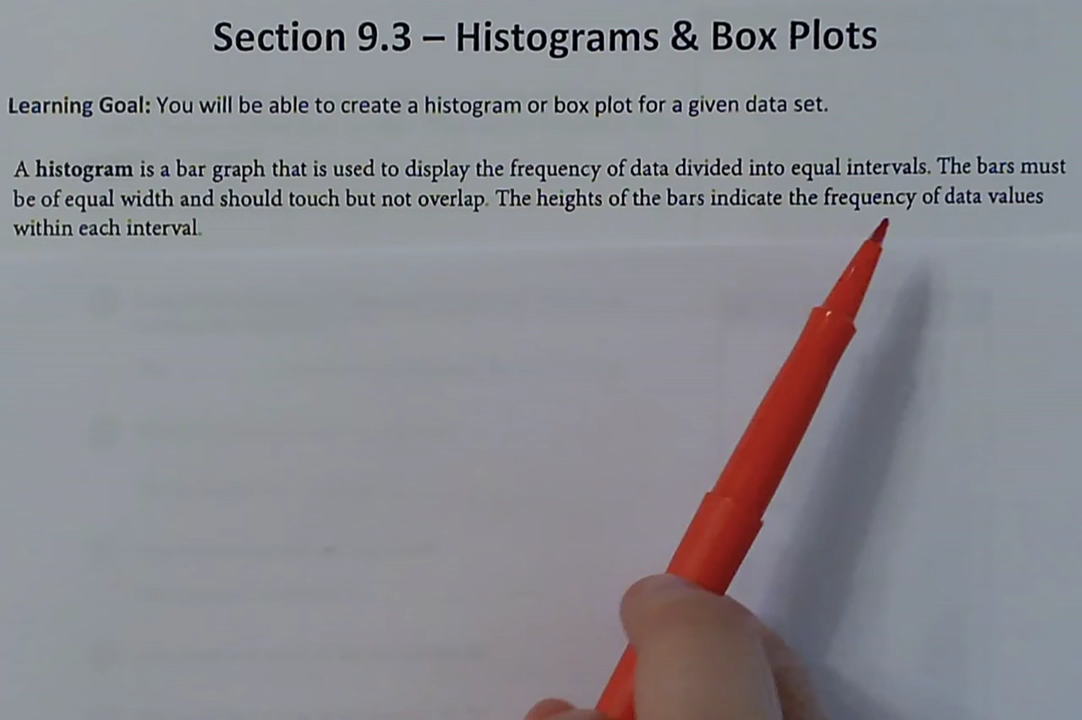 Section 9.3 – Histograms & Box Plots
Learning Goal: You will be able to create a histogram or box plot for a given data set.
A histogram is a bar graph that is used to display the frequency of data divided into equal intervals. The bars must
be of equal width and should touch but not overlap. The heights of the bars indicate the frequency of data values
within each interval.